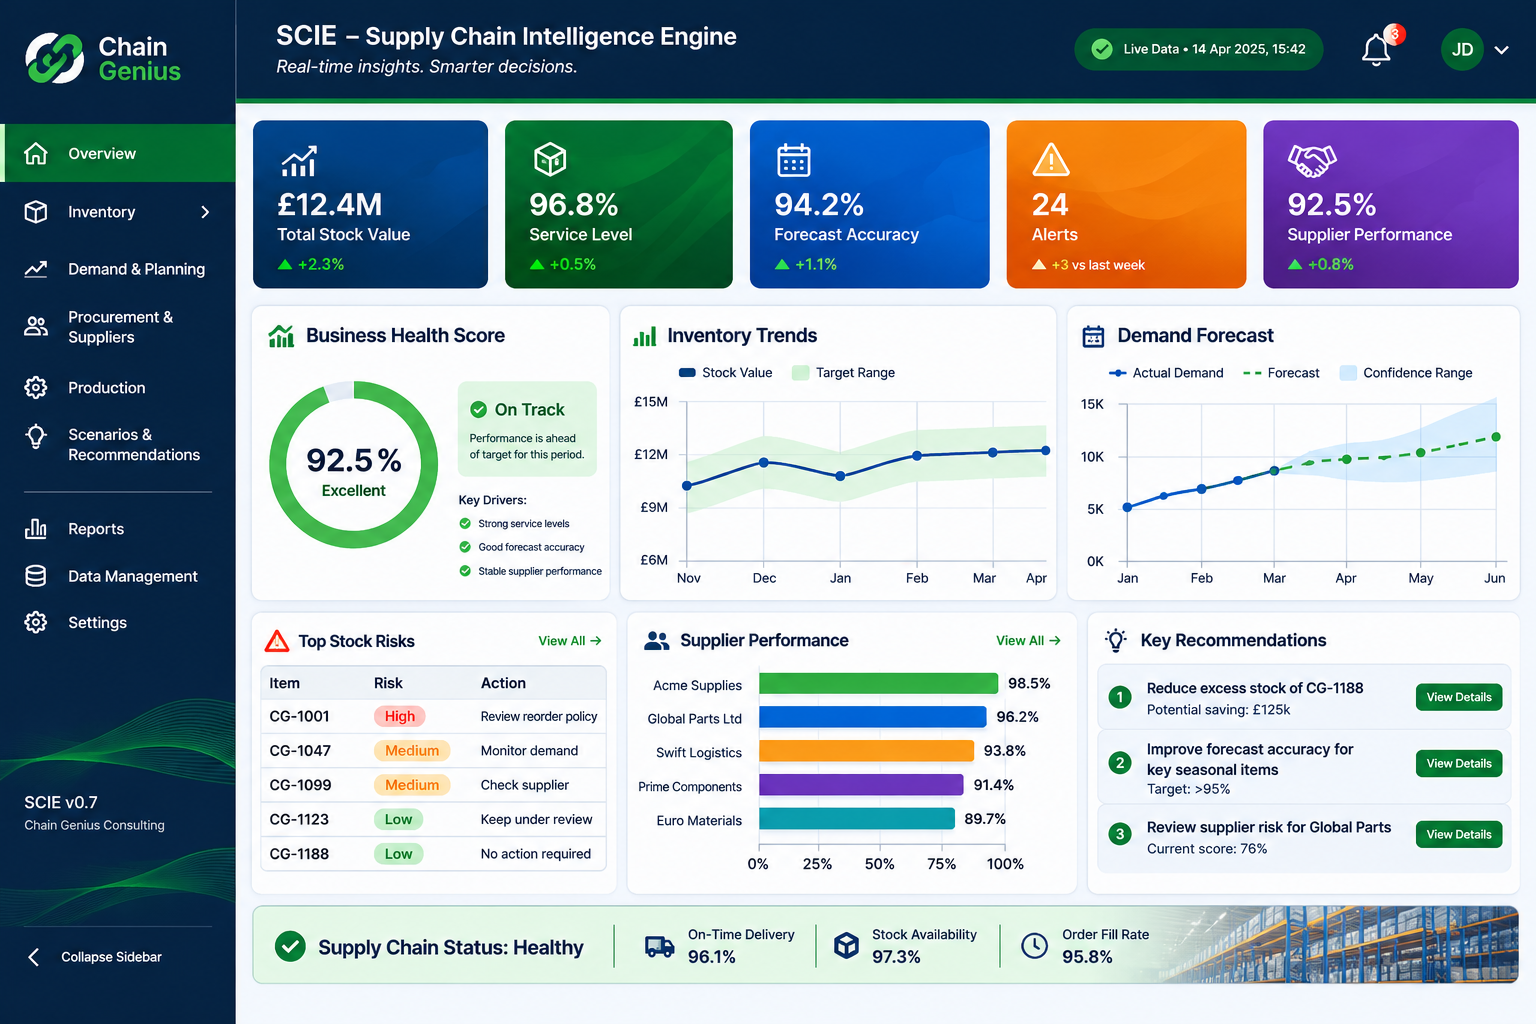 Chain
Genius
SCIE – Supply Chain Intelligence Engine
Real-time insights. Smarter decisions.
Live Data • 14 Apr 2025, 15:42
3
JD
Overview
Inventory
Demand & Planning
Procurement &
Suppliers
Production
Scenarios &
Recommendations
Reports
Data Management
Settings
SCIE v0.7
Chain Genius Consulting
Collapse Sidebar
£12.4M
Total Stock Value
+2.3%
96.8%
Service Level
+0.5%
94.2%
Forecast Accuracy
+1.1%
24
Alerts
+3 vs last week
92.5%
Supplier Performance
+0.8%
Business Health Score
92.5%
Excellent
On Track
Performance is ahead
of target for this period.
Key Drivers:
Strong service levels
Good forecast accuracy
Stable supplier performance
Inventory Trends
Stock Value
Target Range
£15M
£12M
£9M
£6M
Nov Dec Jan Feb Mar Apr
Demand Forecast
Actual Demand
Forecast
Confidence Range
15K
10K
5K
0K
Jan Feb Mar Apr May Jun
Top Stock Risks
View All →
Item Risk Action
CG-1001 High Review reorder policy
CG-1047 Medium Monitor demand
CG-1099 Medium Check supplier
CG-1123 Low Keep under review
CG-1188 Low No action required
Supplier Performance
View All →
Acme Supplies 98.5%
Global Parts Ltd 96.2%
Swift Logistics 93.8%
Prime Components 91.4%
Euro Materials 89.7%
0% 25% 50% 75% 100%
Key Recommendations
1
Reduce excess stock of CG-1188
Potential saving: £125k
View Details
2
Improve forecast accuracy for
key seasonal items
Target: >95%
View Details
3
Review supplier risk for Global Parts
Current score: 76%
View Details
Supply Chain Status: Healthy
On-Time Delivery
96.1%
Stock Availability
97.3%
Order Fill Rate
95.8%